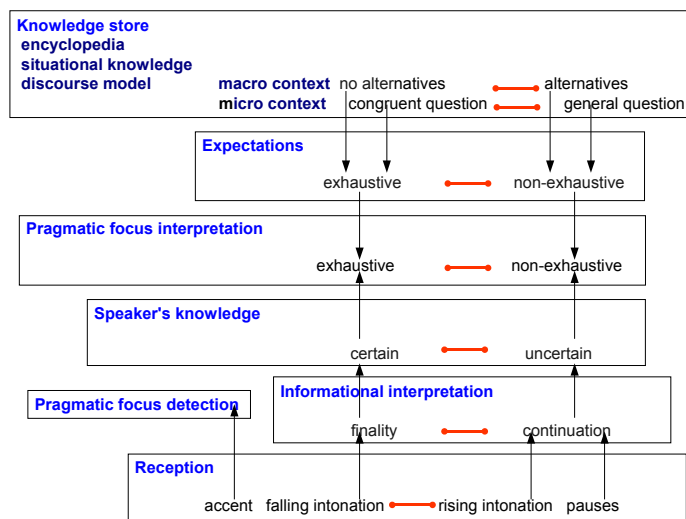 Knowledge store
encyclopedia
situational knowledge
discourse model
macro context no alternatives alternatives
micro context congruent question general question
Expectations
exhaustive non-exhaustive
Pragmatic focus interpretation
exhaustive non-exhaustive
Speaker's knowledge
certain uncertain
Informational interpretation
Pragmatic focus detection
finality continuation
Reception
accent falling intonation rising intonation pauses